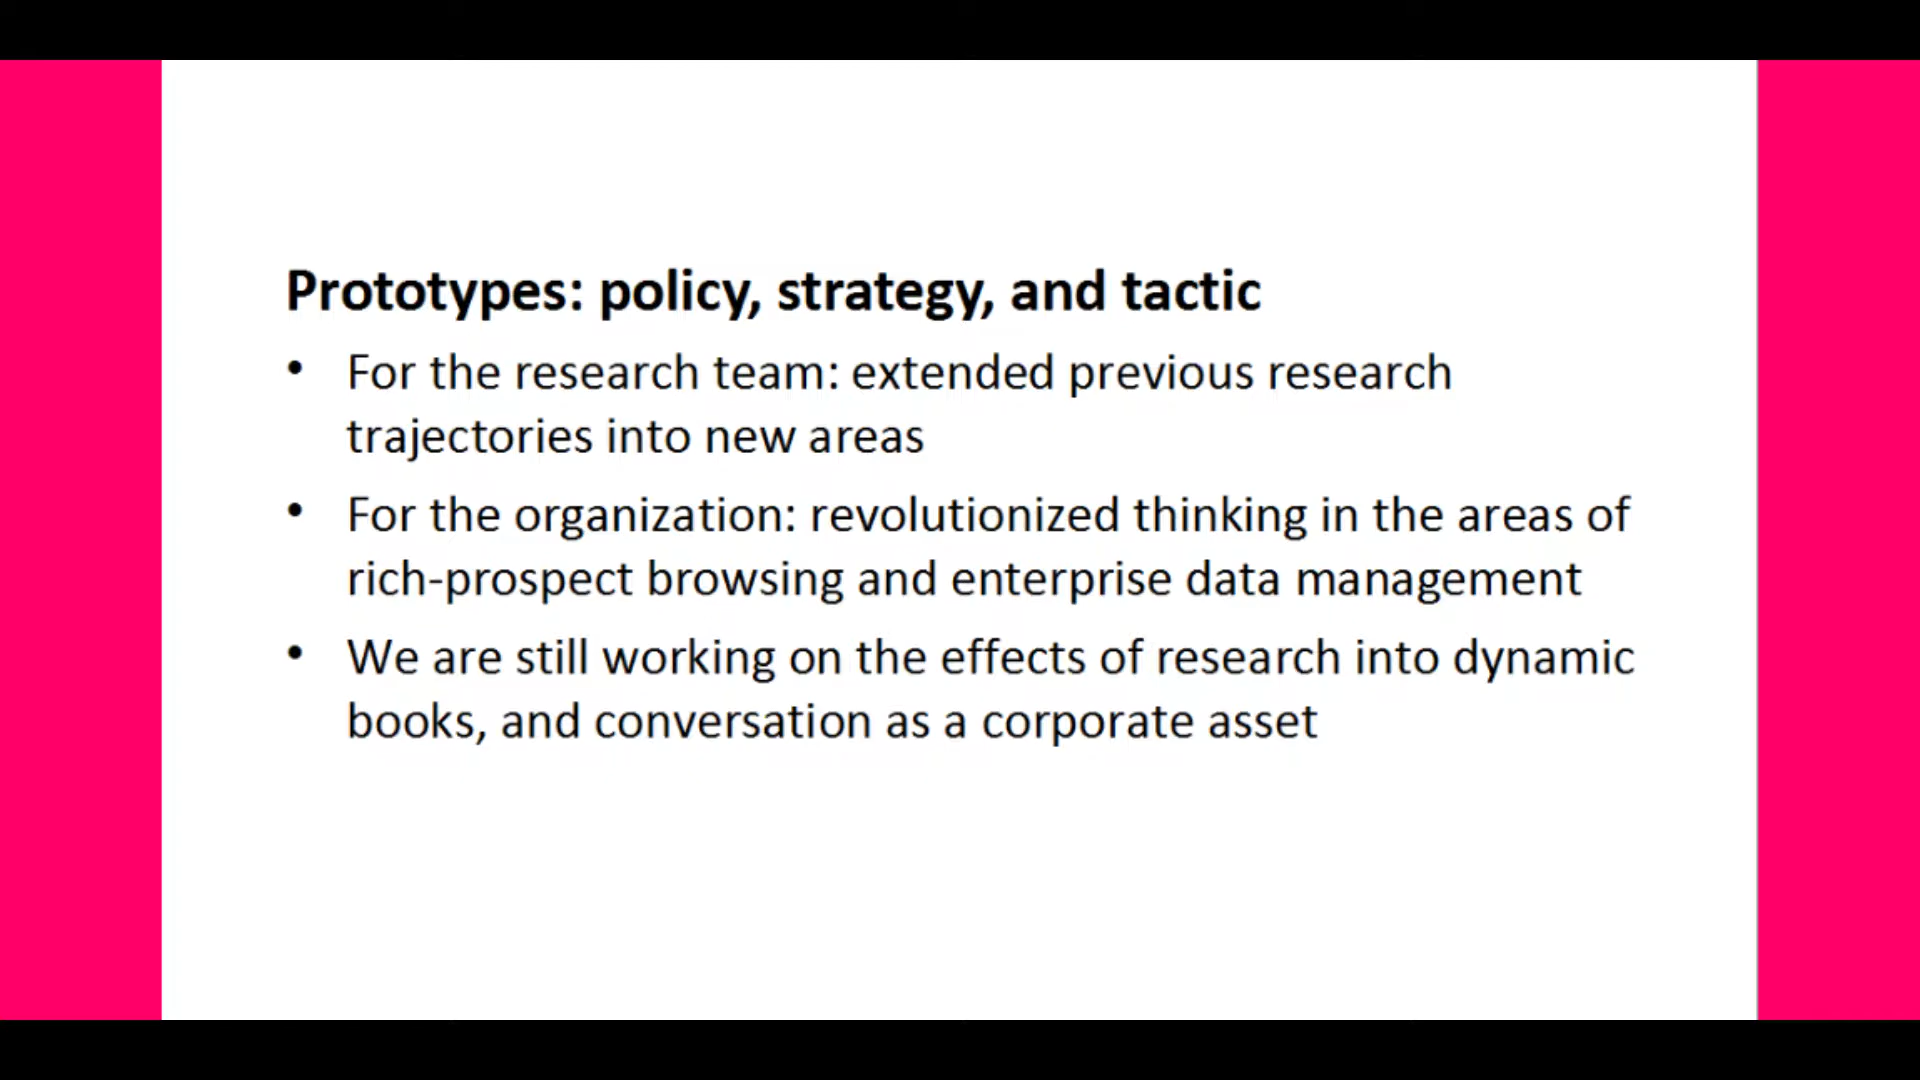 Prototypes: policy, strategy, and tactic
• For the research team: extended previous research
trajectories into new areas
• For the organization: revolutionized thinking in the areas of
rich-prospect browsing and enterprise data management
• We are still working on the effects of research into dynamic
books, and conversation as a corporate asset